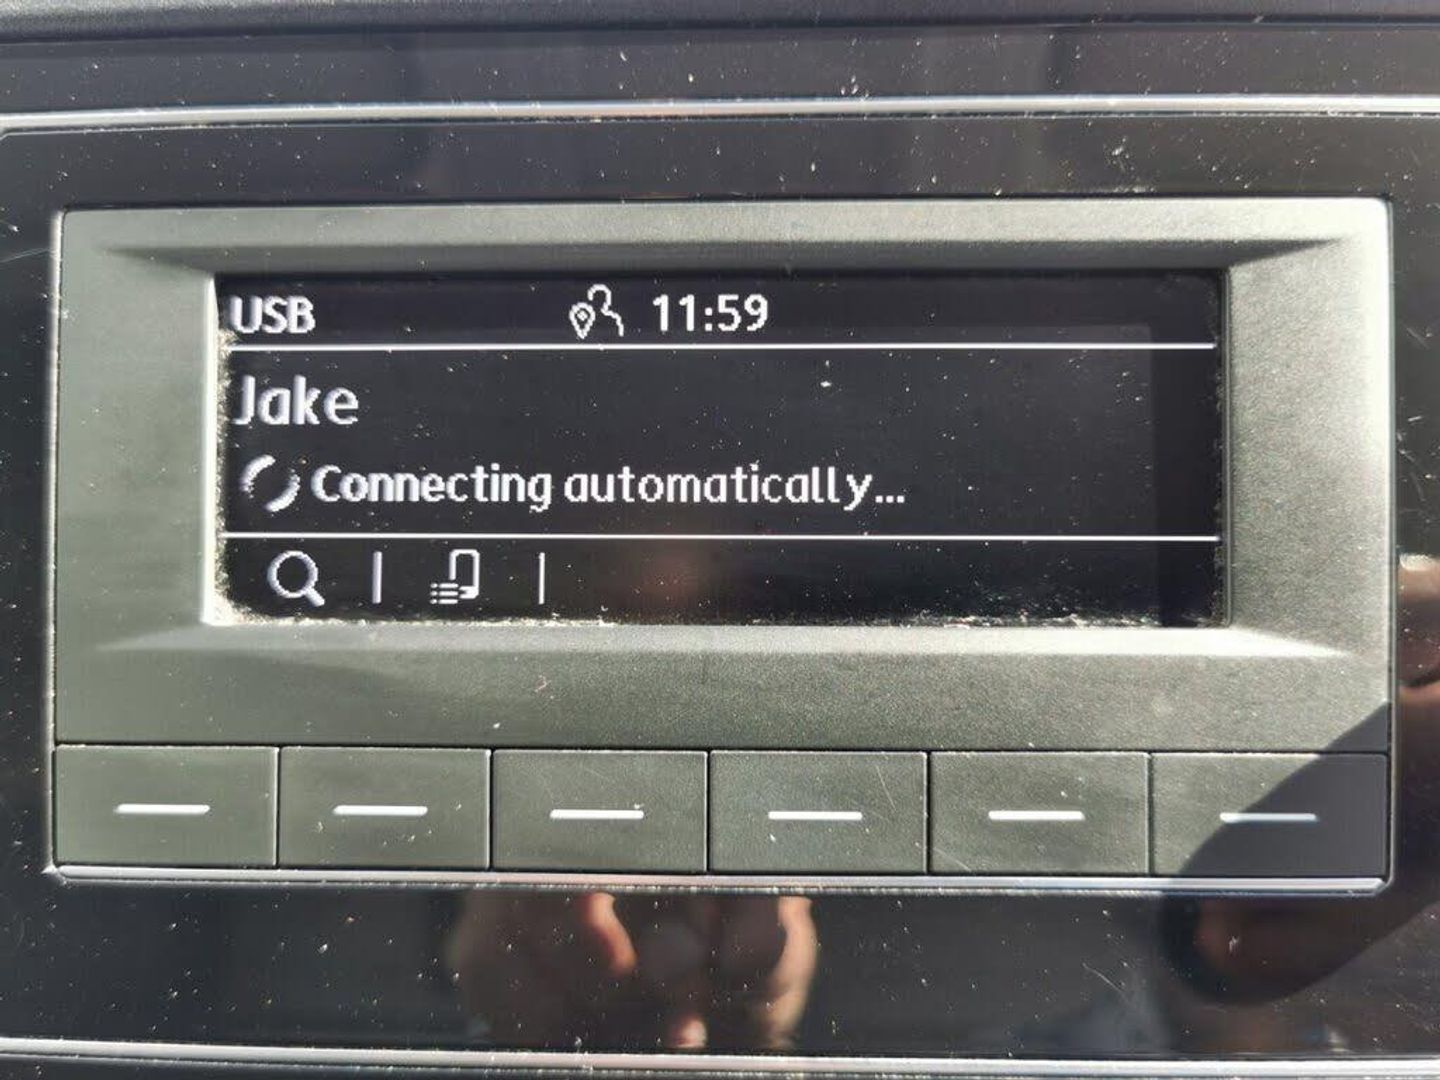 USB 11:59
Jake
Connecting automatically...